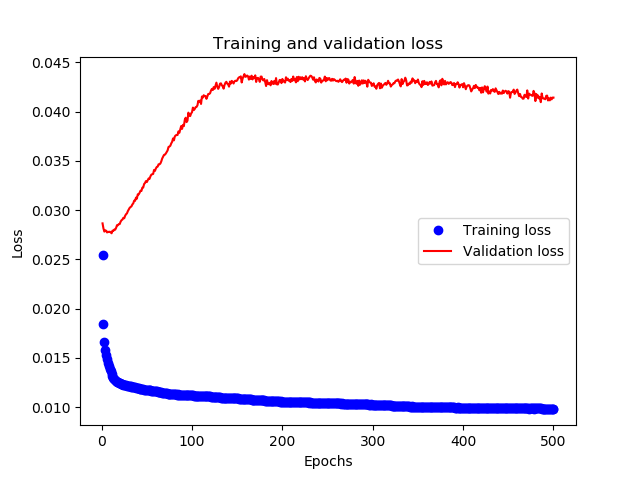 Training and validation loss
0.045
0.040
0.035
0.030
0.025
0.020
0.015
0.010
Loss
Training loss
Validation loss
0 100 200 300 400 500
Epochs